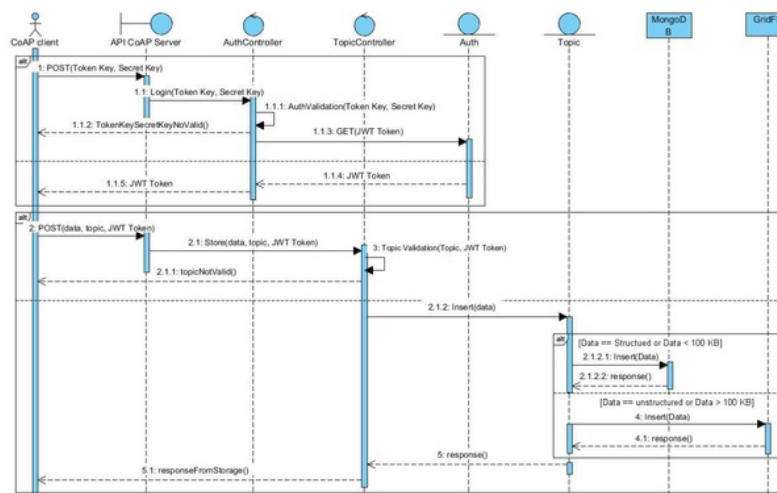 CoAP client
API CoAP Server
AuthController
TopicController
Auth
Topic
MongoD
B
GridF
alt
1: POST(Token Key, Secret Key)
1.1: Login(Token Key, Secret Key)
1.1.1: AuthValidation(Token Key, Secret Key)
1.1.2: TokenKeySecretKeyNoValid()
1.1.3: GET(JWT Token)
1.1.4: JWT Token
1.1.5: JWT Token
alt
2: POST(data, topic, JWT Token)
2.1: Store(data, topic, JWT Token)
3: Topic Validation(Topic, JWT Token)
2.1.1: topicNotValid()
2.1.2: Insert(data)
alt
[Data == Structued or Data < 100 KB]
2.1.2.1: Insert(Data)
2.1.2.2: response()
[Data == unstructured or Data > 100 KB]
4: Insert(Data)
4.1: response()
5: response()
5.1: responseFromStorage()